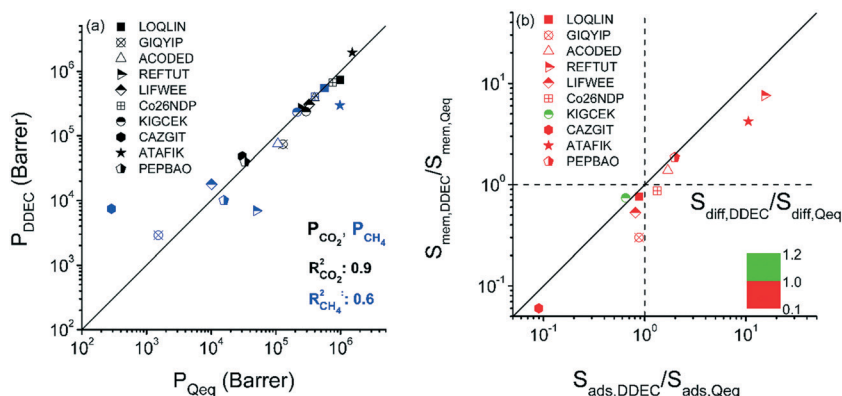 (a)
LOQLIN
GIQYIP
ACODED
REFTUT
LIFWEE
Co26NDP
KIGCEK
CAZGIT
ATAFIK
PEPBAO
P_DDEC (Barrer)
10^6
10^5
10^4
10^3
10^2
P_CO2, P_CH4
R^2_CO2: 0.9
R^2_CH4: 0.6
10^2 10^3 10^4 10^5 10^6
P_Qeq (Barrer)
(b)
LOQLIN
GIQYIP
ACODED
REFTUT
LIFWEE
Co26NDP
KIGCEK
CAZGIT
ATAFIK
PEPBAO
S_mem,DDEC/S_mem,Qeq
10^1
10^0
10^-1
S_diff,DDEC/S_diff,Qeq
1.2
1.0
0.1
10^-1 10^0 10^1
S_ads,DDEC/S_ads,Qeq